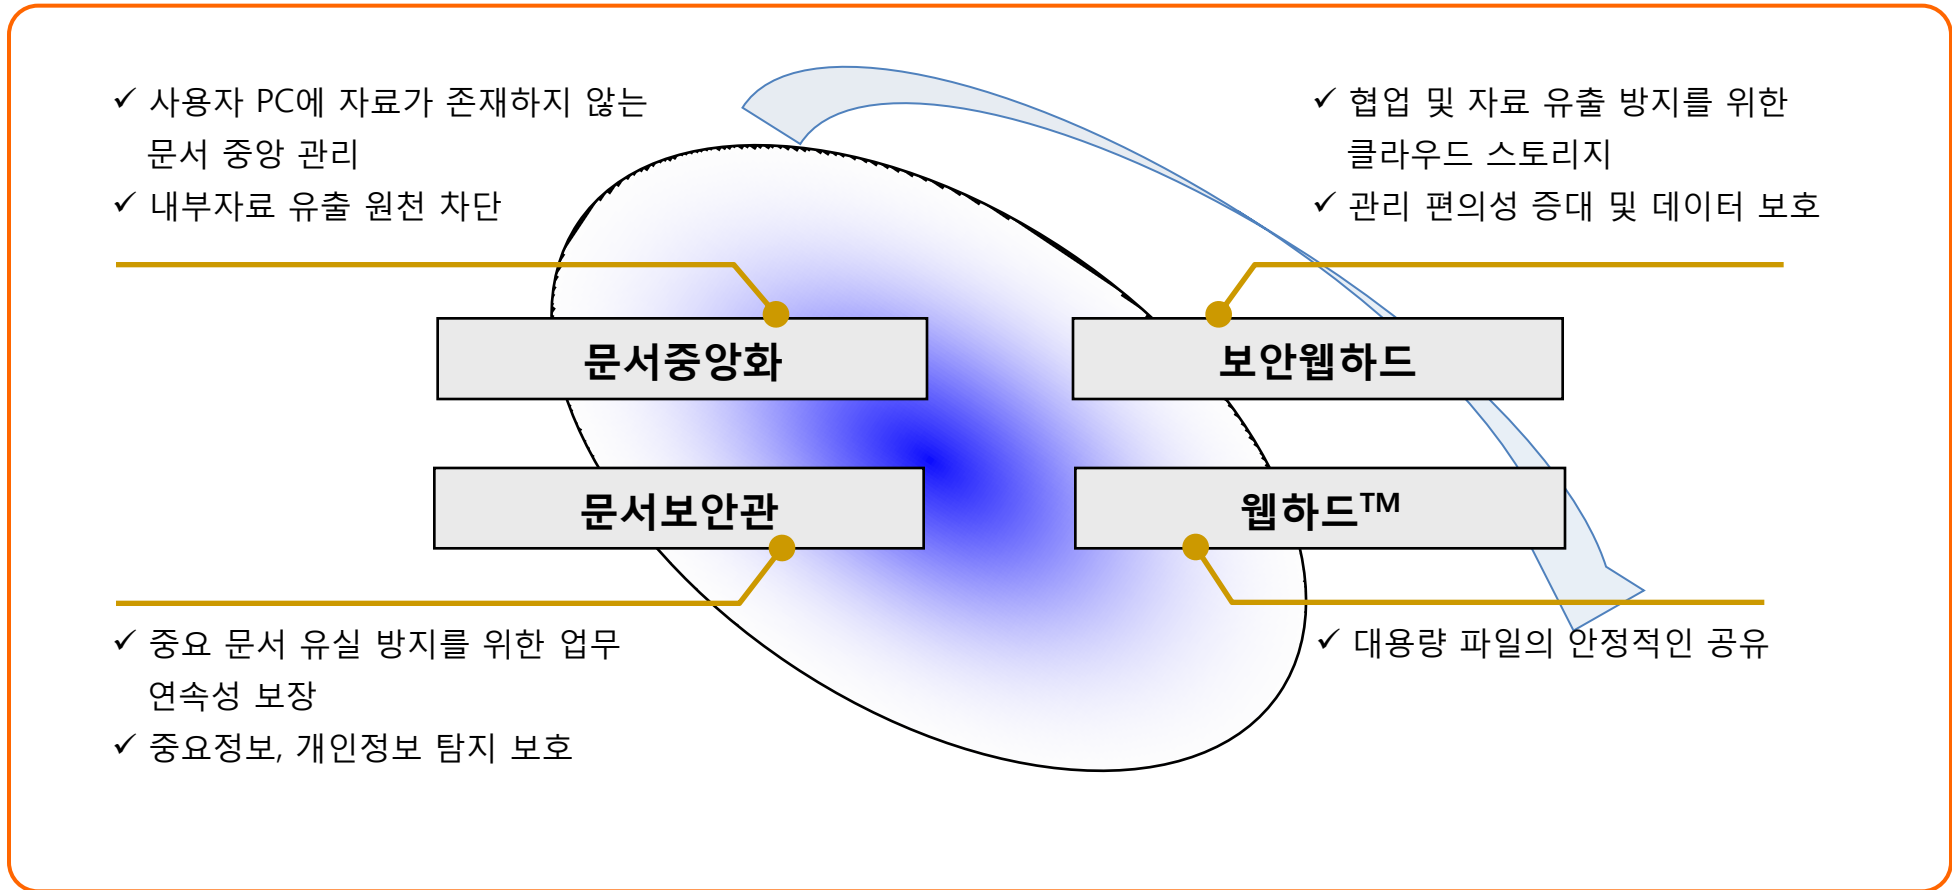 ✓ 사용자 PC에 자료가 존재하지 않는
문서 중앙 관리
✓ 내부자료 유출 원천 차단
✓ 협업 및 자료 유출 방지를 위한
클라우드 스토리지
✓ 관리 편의성 증대 및 데이터 보호
문서중앙화
보안웹하드
문서보안관
웹하드TM
✓ 중요 문서 유실 방지를 위한 업무
연속성 보장
✓ 중요정보, 개인정보 탐지 보호
✓ 대용량 파일의 안정적인 공유